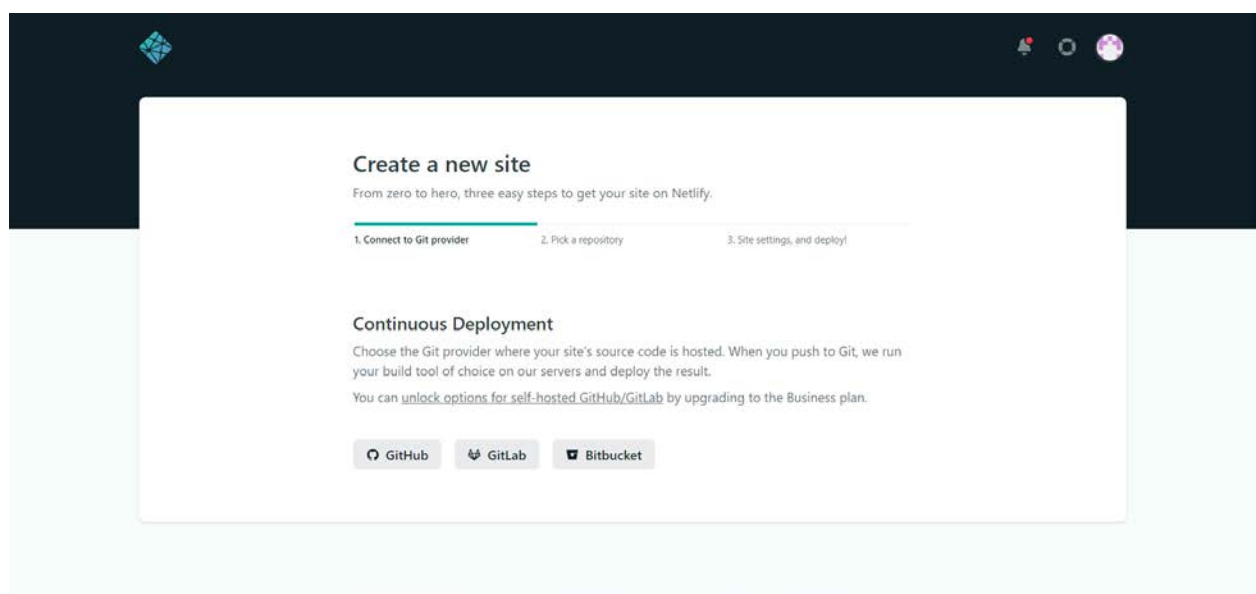 Create a new site
From zero to hero, three easy steps to get your site on Netlify.
1. Connect to Git provider
2. Pick a repository
3. Site settings, and deploy!
Continuous Deployment
Choose the Git provider where your site's source code is hosted. When you push to Git, we run
your build tool of choice on our servers and deploy the result.
You can unlock options for self-hosted GitHub/GitLab by upgrading to the Business plan.
GitHub
GitLab
Bitbucket